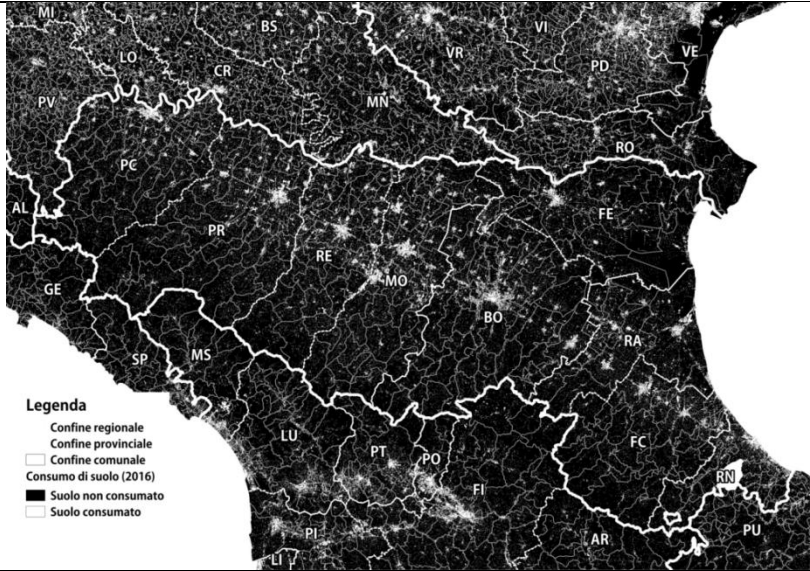 MI
BS
VI
VR
LO
PD
VE
CR
PV
MN
RO
PC
FE
AL
PR
RE
MO
GE
BO
RA
SP
MS
Legenda
Confine regionale
Confine provinciale
Confine comunale
Consumo di suolo (2016)
Suolo non consumato
Suolo consumato
LU
PT
PO
FC
FI
RN
PI
AR
PU
LI